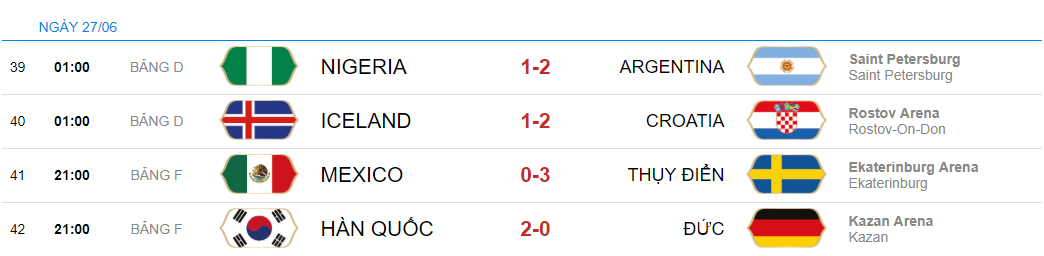 NGÀY 27/06
39 01:00 BẢNG D NIGERIA 1-2 ARGENTINA Saint Petersburg
Saint Petersburg
40 01:00 BẢNG D ICELAND 1-2 CROATIA Rostov Arena
Rostov-On-Don
41 21:00 BẢNG F MEXICO 0-3 THỤY ĐIỂN Ekaterinburg Arena
Ekaterinburg
42 21:00 BẢNG F HÀN QUỐC 2-0 ĐỨC Kazan Arena
Kazan